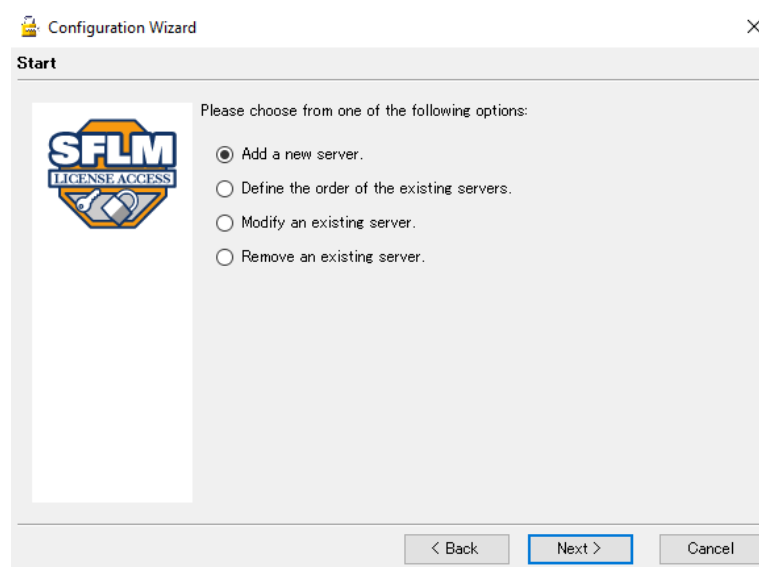 Configuration Wizard
Start
Please choose from one of the following options:
SFLM
LICENSE ACCESS
Add a new server.
Define the order of the existing servers.
Modify an existing server.
Remove an existing server.
< Back
Next >
Cancel